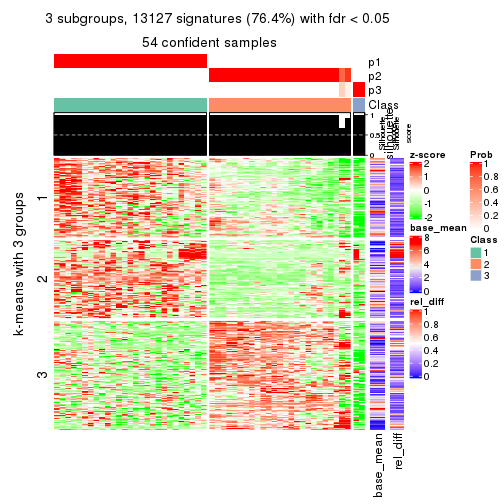 3 subgroups, 13127 signatures (76.4%) with fdr < 0.05
54 confident samples
p1
p2
p3
Class
1
0.5
0
Silhouette
score
k-means with 3 groups
1
2
3
base_mean
rel_diff
z-score
2
1
0
-1
-2
base_mean
8
6
4
2
0
rel_diff
1
0.8
0.6
0.4
0.2
0
Prob
1
0.8
0.6
0.4
0.2
0
Class
1
2
3